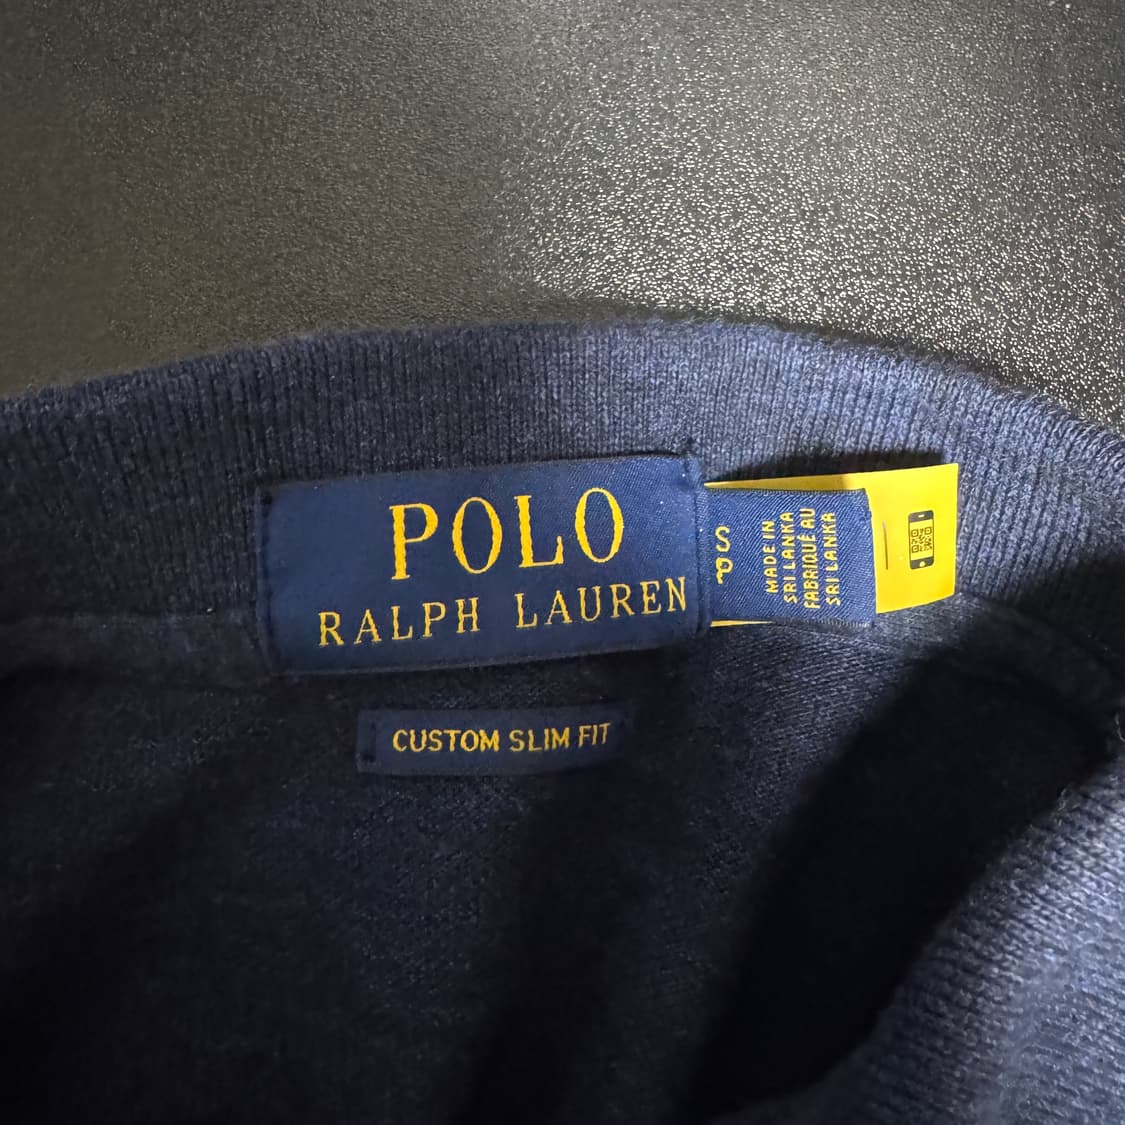 POLO
RALPH LAUREN
CUSTOM SLIM FIT
S
P
MADE IN
SRI LANKA
FABRIQUÉ AU
SRI LANKA